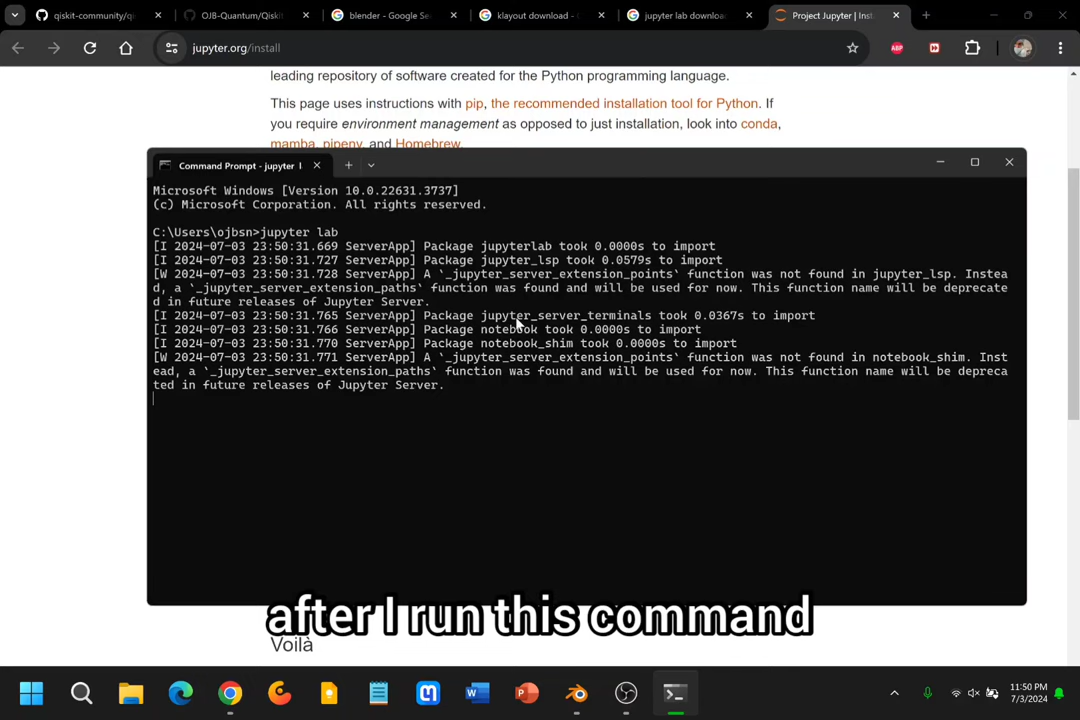 qiskit-community/q
OJB-Quantum/Qiskit
blender - Google Se
klayout download -
jupyter lab downloa
Project Jupyter | Inst
jupyter.org/install
ABP
leading repository of software created for the Python programming language.
This page uses instructions with pip, the recommended installation tool for Python. If
you require environment management as opposed to just installation, look into conda,
mamba, pipenv, and Homebrew.
Command Prompt - jupyter l
Microsoft Windows [Version 10.0.22631.3737]
(c) Microsoft Corporation. All rights reserved.
C:\Users\ojbsn>jupyter lab
[I 2024-07-03 23:50:31.669 ServerApp] Package jupyterlab took 0.0000s to import
[I 2024-07-03 23:50:31.727 ServerApp] Package jupyter_lsp took 0.0579s to import
[W 2024-07-03 23:50:31.728 ServerApp] A `_jupyter_server_extension_points` function was not found in jupyter_lsp. Instea
d, a `_jupyter_server_extension_paths` function was found and will be used for now. This function name will be deprecate
d in future releases of Jupyter Server.
[I 2024-07-03 23:50:31.765 ServerApp] Package jupyter_server_terminals took 0.0367s to import
[I 2024-07-03 23:50:31.766 ServerApp] Package notebook took 0.0000s to import
[I 2024-07-03 23:50:31.770 ServerApp] Package notebook_shim took 0.0000s to import
[W 2024-07-03 23:50:31.771 ServerApp] A `_jupyter_server_extension_points` function was not found in notebook_shim. Inst
ead, a `_jupyter_server_extension_paths` function was found and will be used for now. This function name will be depreca
ted in future releases of Jupyter Server.
after I run this command
Voilà
11:50 PM
7/3/2024